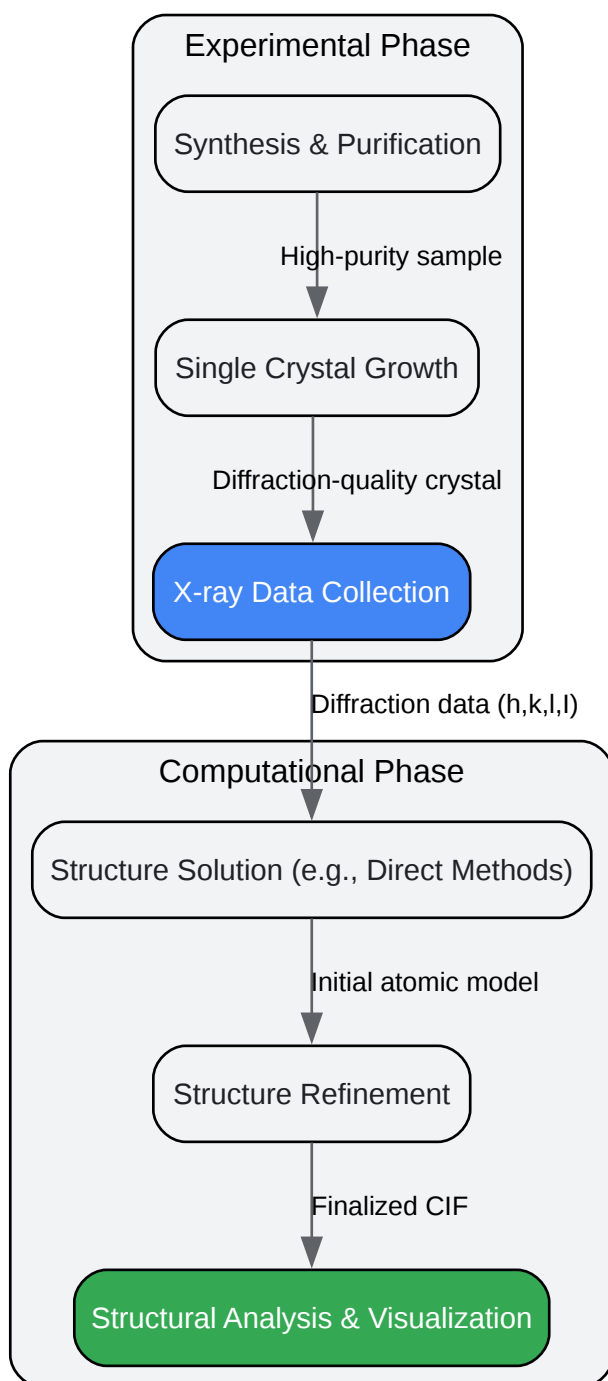 Experimental Phase
Synthesis & Purification
High-purity sample
Single Crystal Growth
Diffraction-quality crystal
X-ray Data Collection
Diffraction data (h,k,l,I)
Computational Phase
Structure Solution (e.g., Direct Methods)
Initial atomic model
Structure Refinement
Finalized CIF
Structural Analysis & Visualization